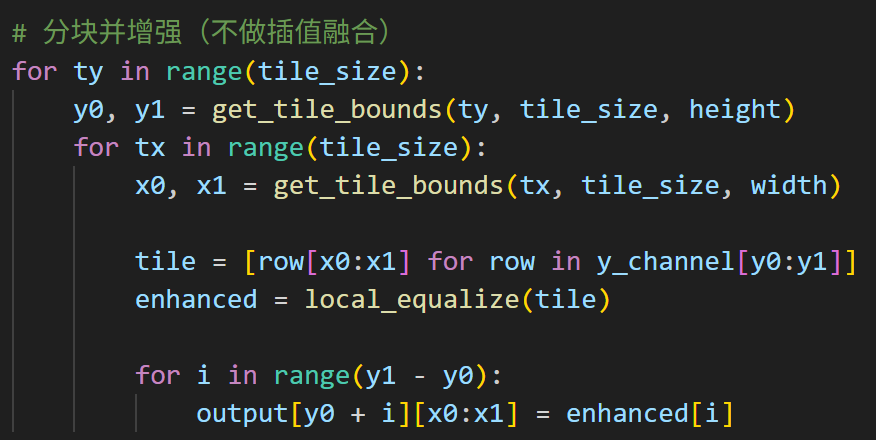 # 分块并增强（不做插值融合）
for ty in range(tile_size):
    y0, y1 = get_tile_bounds(ty, tile_size, height)
    for tx in range(tile_size):
        x0, x1 = get_tile_bounds(tx, tile_size, width)

        tile = [row[x0:x1] for row in y_channel[y0:y1]]
        enhanced = local_equalize(tile)

        for i in range(y1 - y0):
            output[y0 + i][x0:x1] = enhanced[i]